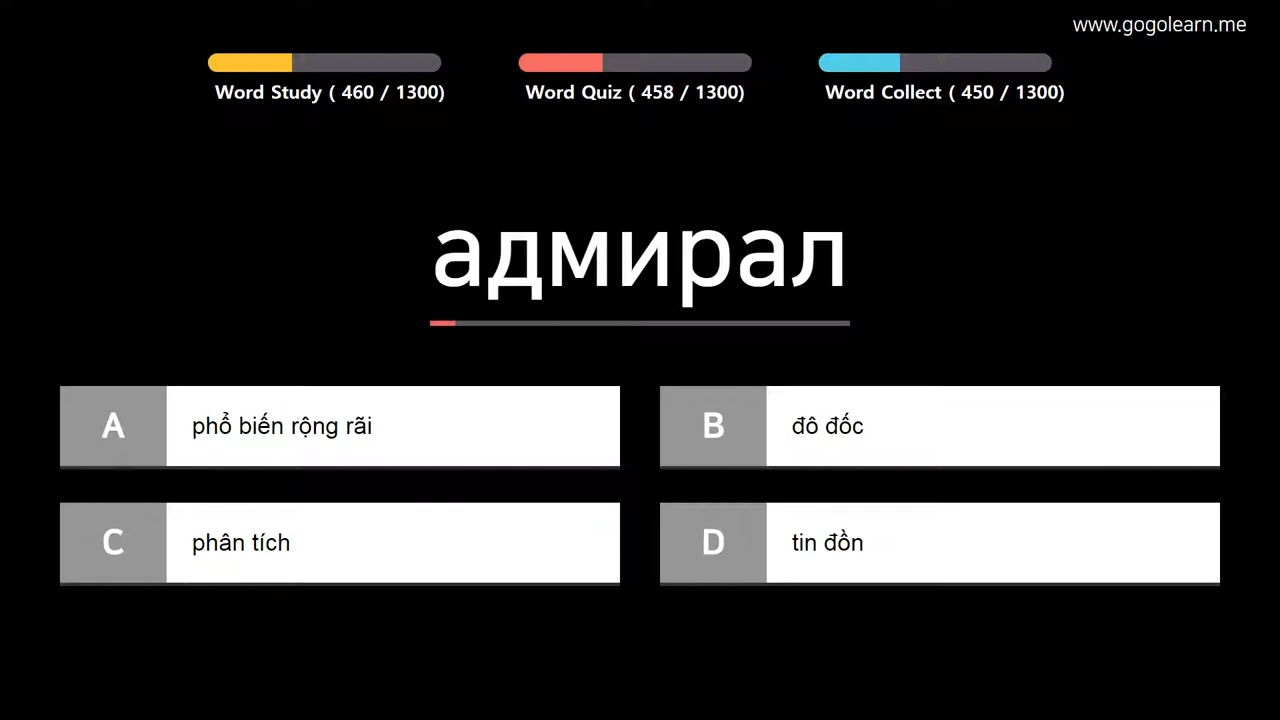 www.gogolearn.me
Word Study ( 460 / 1300)
Word Quiz ( 458 / 1300)
Word Collect ( 450 / 1300)
адмирал
A phổ biến rộng rãi
B đô đốc
C phân tích
D tin đồn